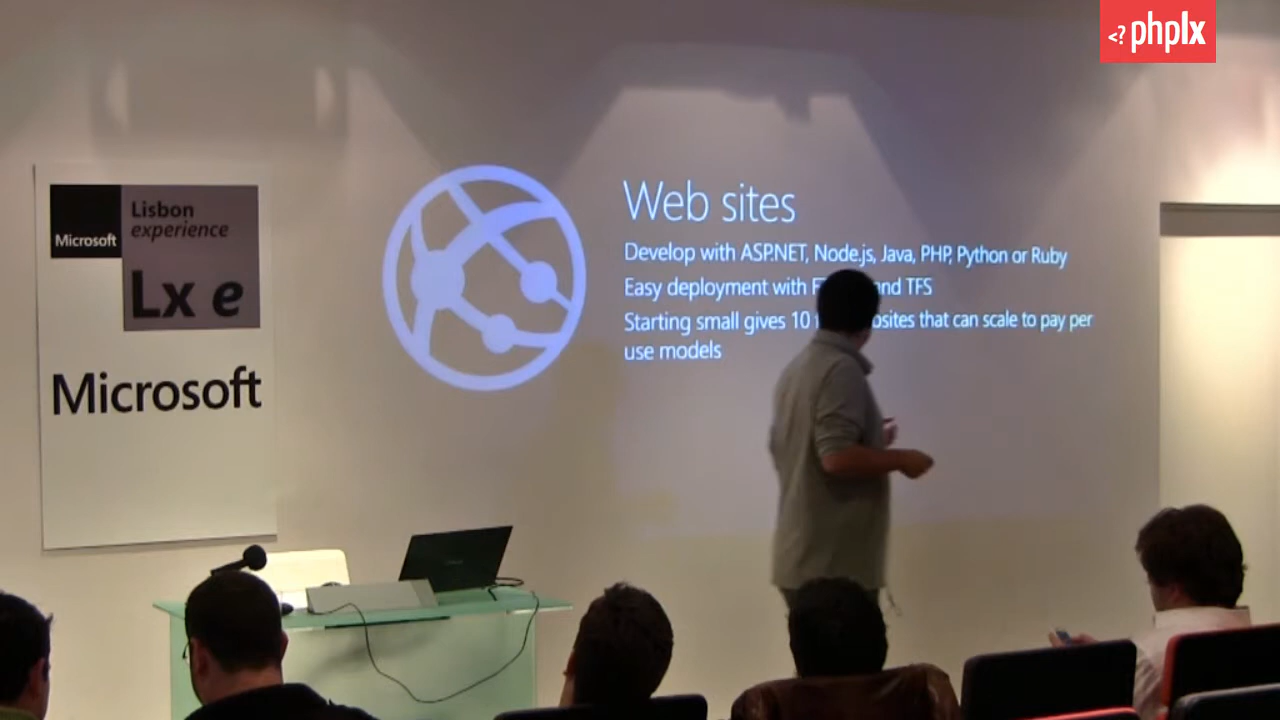 <? phplx
Microsoft
Lisbon
experience
Lx e
Microsoft
Web sites
Develop with ASP.NET, Node.js, Java, PHP, Python or Ruby
Easy deployment with and TFS
Starting small gives 10 that can scale to pay per
use models